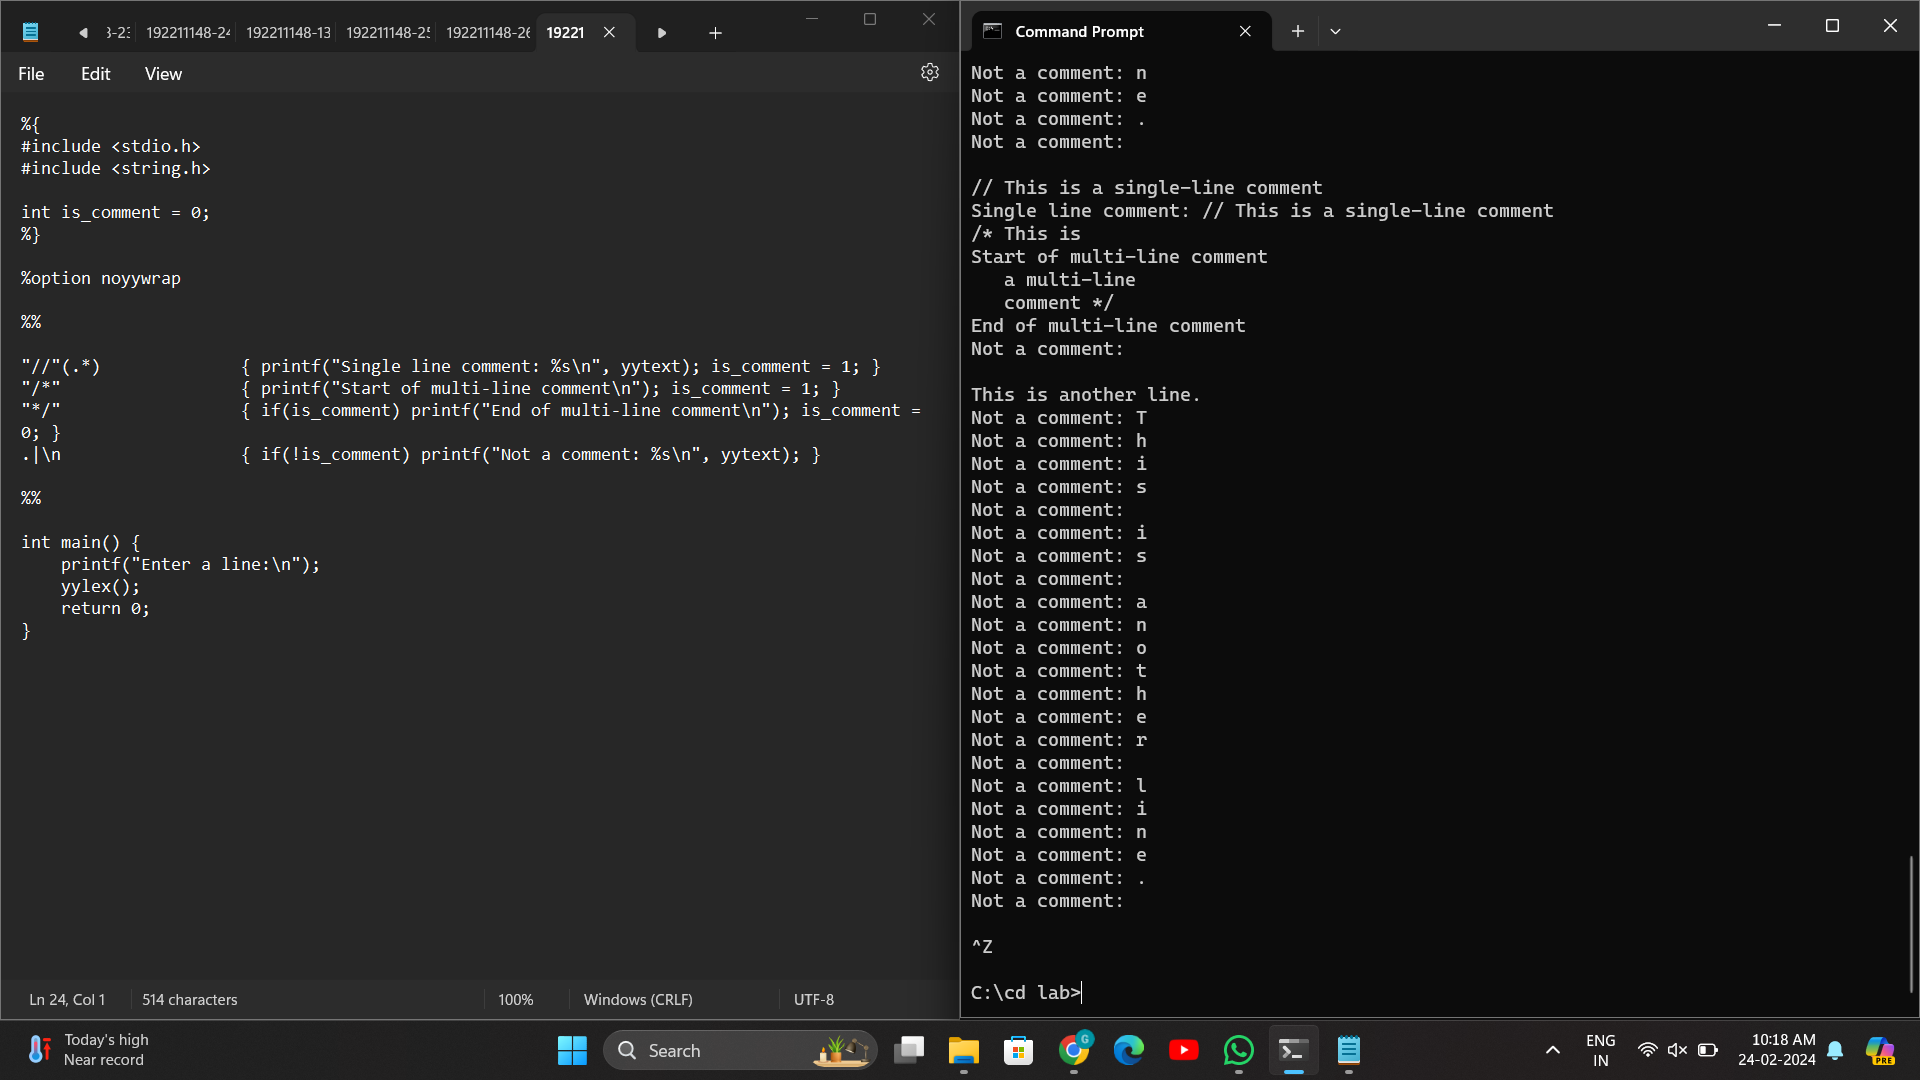 3-23
192211148-24
192211148-13
192211148-25
192211148-26
19221
File Edit View
%{
#include <stdio.h>
#include <string.h>
int is_comment = 0;
%}
%option noyywrap
%%
"//"(.*) { printf("Single line comment: %s\n", yytext); is_comment = 1; }
"/*" { printf("Start of multi-line comment\n"); is_comment = 1; }
"*/" { if(is_comment) printf("End of multi-line comment\n"); is_comment =
0; }
.|\n { if(!is_comment) printf("Not a comment: %s\n", yytext); }
%%
int main() {
printf("Enter a line:\n");
yylex();
return 0;
}
Ln 24, Col 1 514 characters 100% Windows (CRLF) UTF-8
Command Prompt
Not a comment: n
Not a comment: e
Not a comment: .
Not a comment:
// This is a single-line comment
Single line comment: // This is a single-line comment
/* This is
Start of multi-line comment
a multi-line
comment */
End of multi-line comment
Not a comment:
This is another line.
Not a comment: T
Not a comment: h
Not a comment: i
Not a comment: s
Not a comment:
Not a comment: i
Not a comment: s
Not a comment:
Not a comment: a
Not a comment: n
Not a comment: o
Not a comment: t
Not a comment: h
Not a comment: e
Not a comment: r
Not a comment:
Not a comment: l
Not a comment: i
Not a comment: n
Not a comment: e
Not a comment: .
Not a comment:
^Z
C:\cd lab>
Today's high
Near record
Search
G
ENG
IN
10:18 AM
24-02-2024
PRE